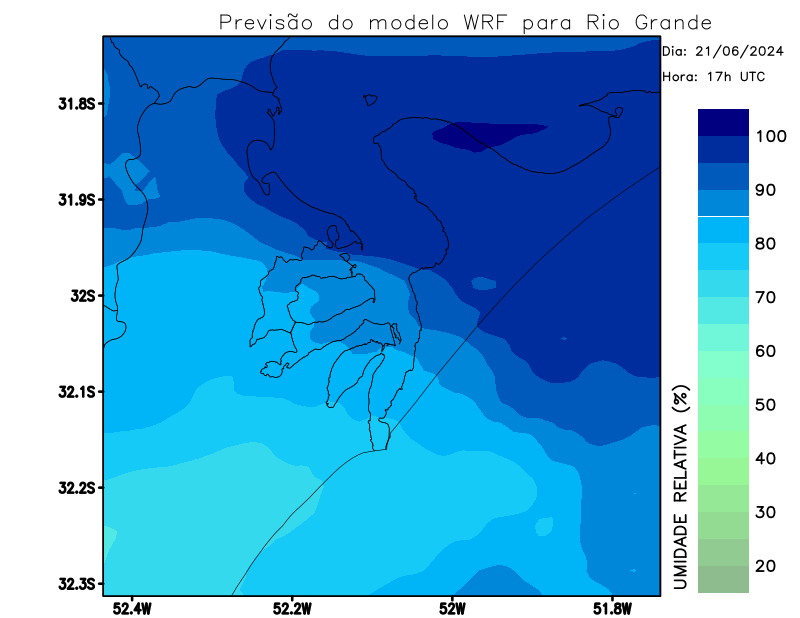 Previsão do modelo WRF para Rio Grande
Dia: 21/06/2024
Hora: 17h UTC
31.8S
31.9S
32S
32.1S
32.2S
32.3S
52.4W
52.2W
52W
51.8W
100
90
80
70
60
50
40
30
20
UMIDADE RELATIVA (%)